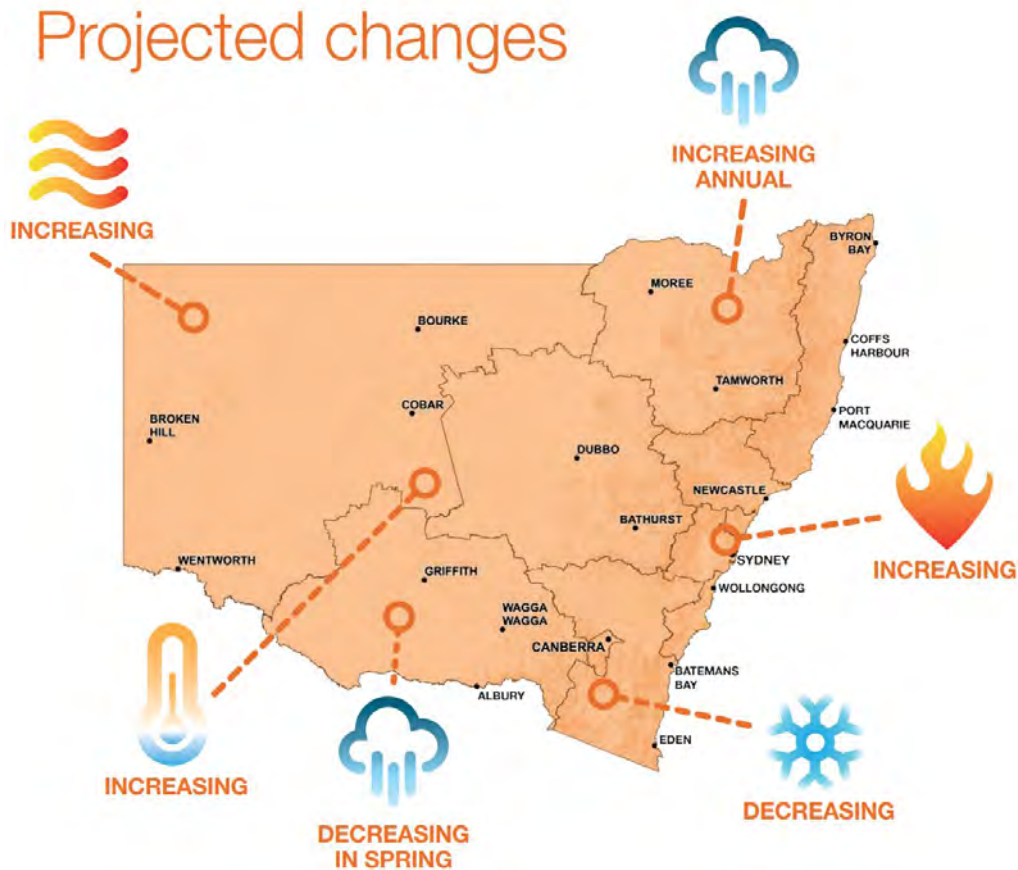 Projected changes
INCREASING
ANNUAL
INCREASING
BYRON
BAY
MOREE
BOURKE
COFFS
HARBOUR
TAMWORTH
COBAR
BROKEN
HILL
PORT
MACQUARIE
DUBBO
NEWCASTLE
BATHURST
SYDNEY
INCREASING
WENTWORTH
GRIFFITH
WOLLONGONG
WAGGA
WAGGA
CANBERRA
BATEMANS
BAY
ALBURY
EDEN
INCREASING
DECREASING
DECREASING
IN SPRING